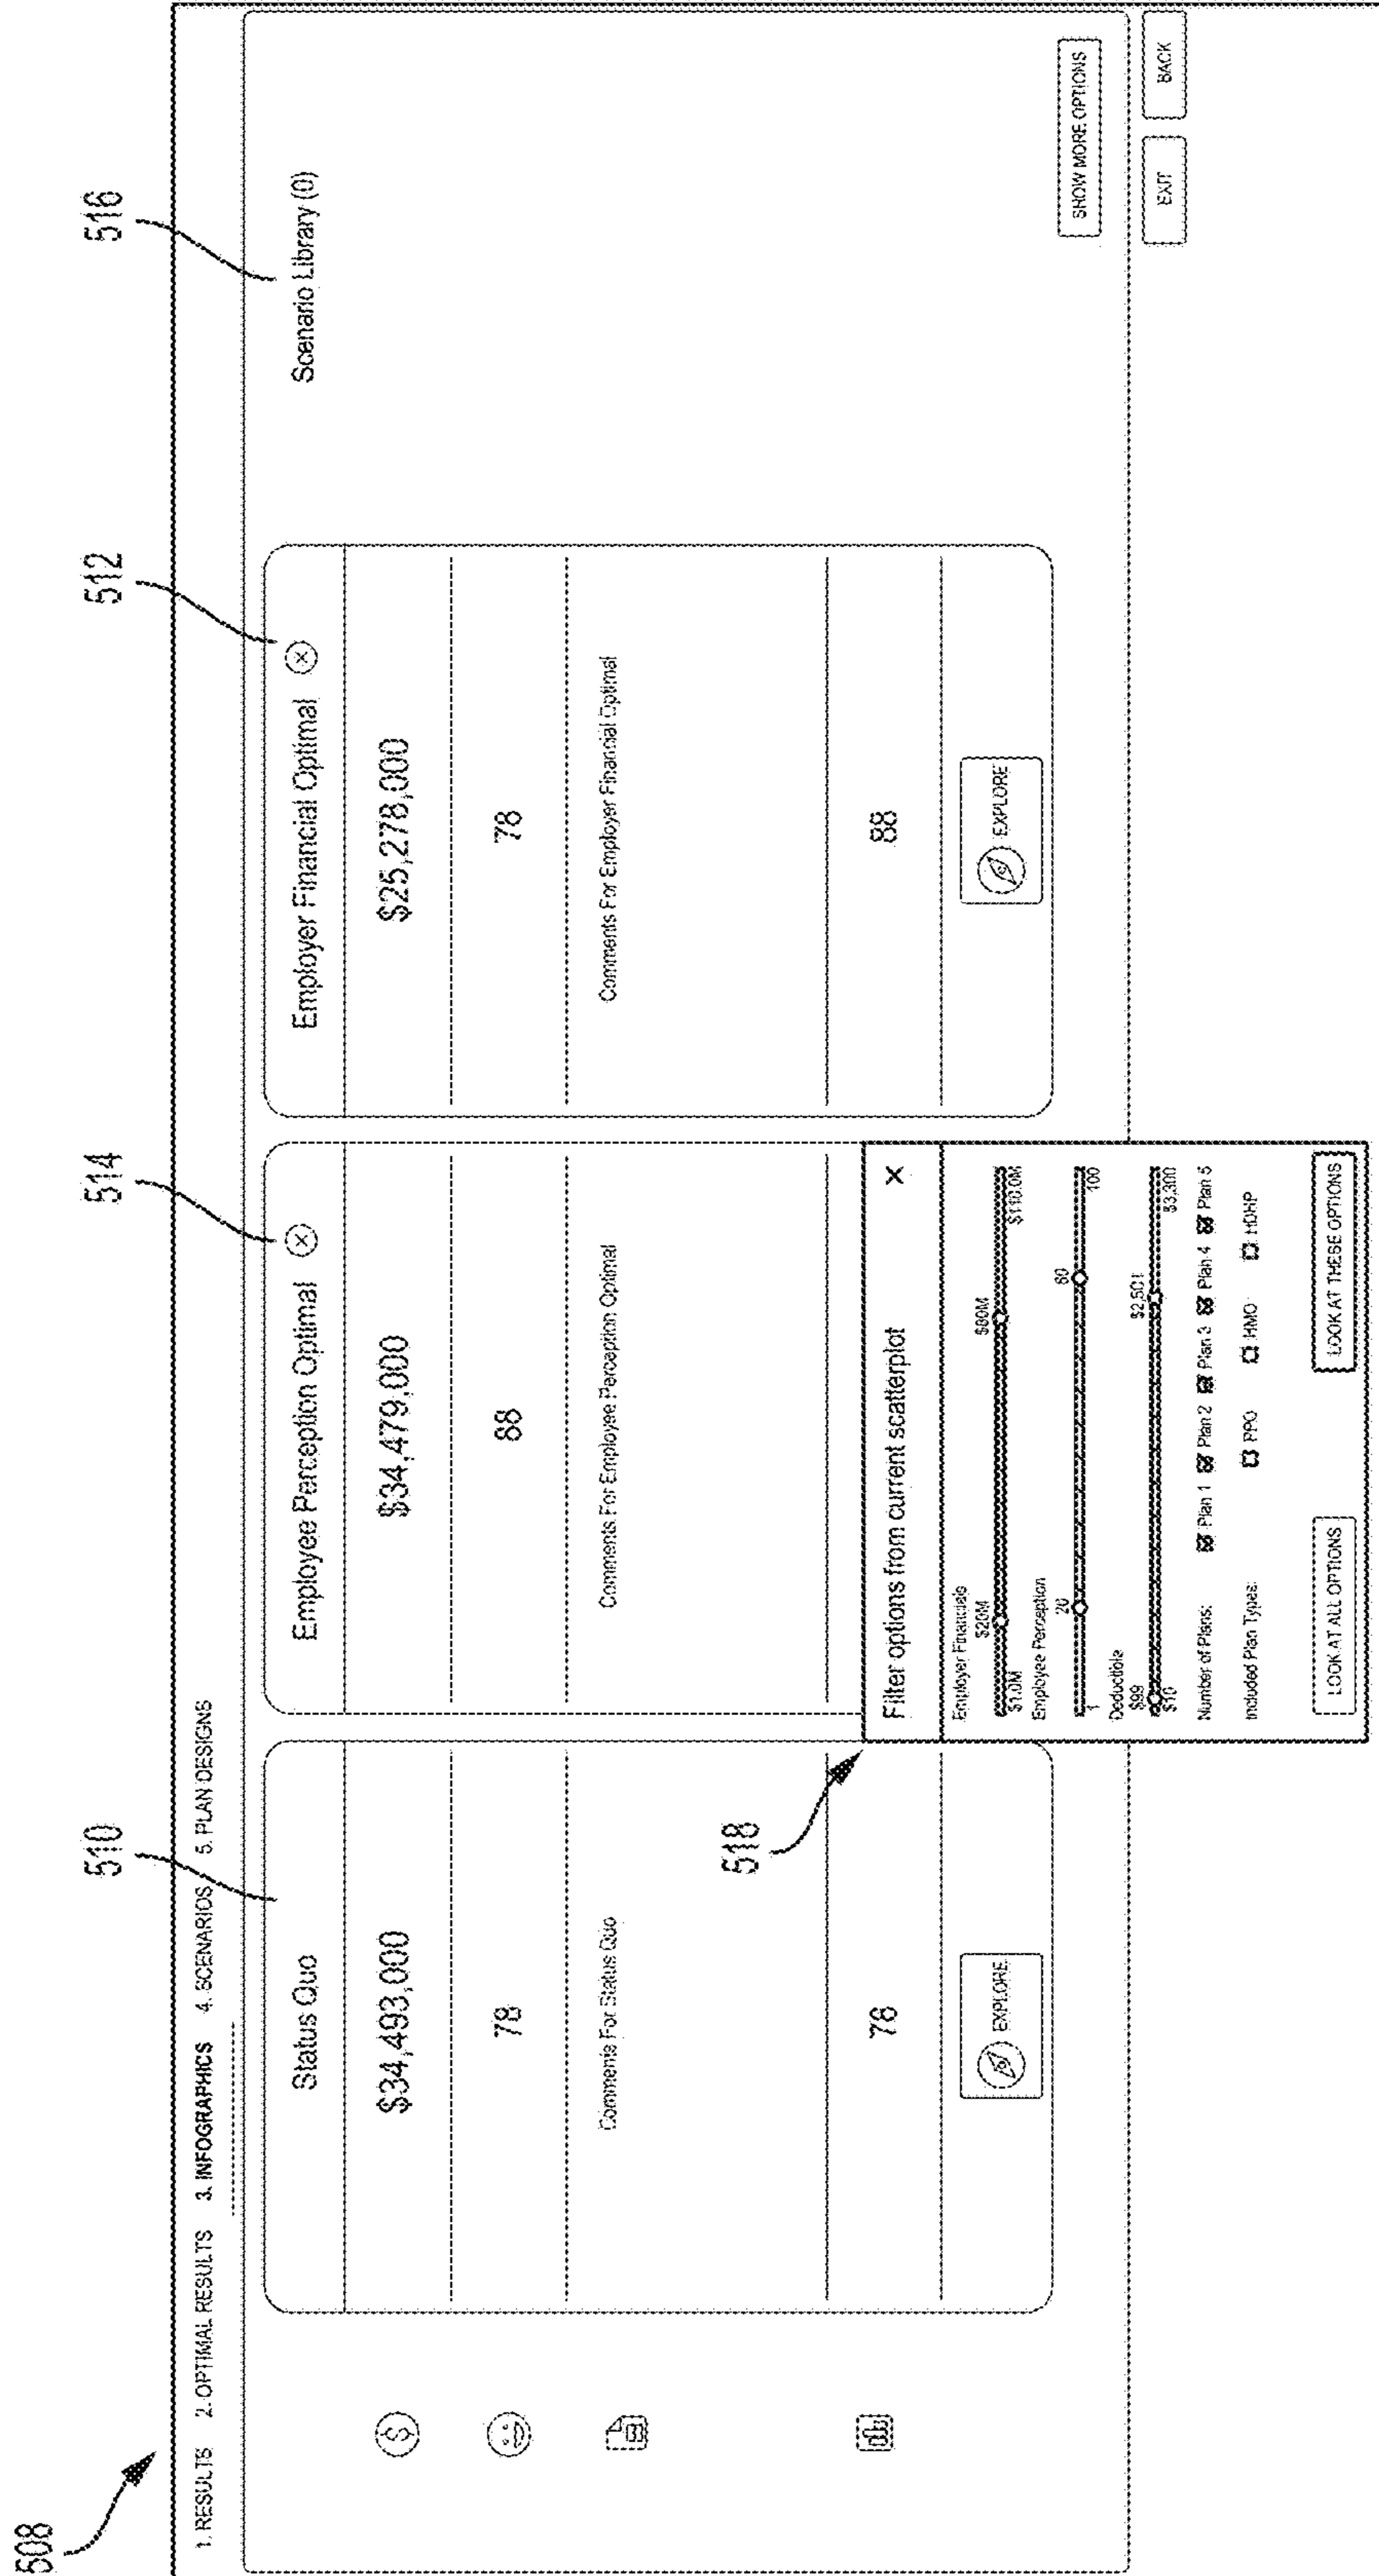 508
510
514
512
516
1. RESULTS 2. OPTIMAL RESULTS 3. INFOGRAPHICS 4. SCENARIOS 5. PLAN DESIGNS
Status Quo
$34,493,000
78
Comments For Status Quo
78
EXPLORE
Employee Perception Optimal
$34,479,000
88
Comments For Employee Perception Optimal
Employer Financial Optimal
$25,278,000
78
Comments For Employer Financial Optimal
88
EXPLORE
Scenario Library (0)
518
Filter options from current scatterplot X
Employer Financials
$20M $80M
$1.0M $110.0M
Employee Perception
20 60
1 100
Deductible
$99 $2,501
$10 $3,300
Number of Plans: Plan 1 Plan 2 Plan 3 Plan 4 Plan 5
Included Plan Types: PPO HMO HDHP
LOOK AT ALL OPTIONS LOOK AT THESE OPTIONS
SHOW MORE OPTIONS
EXIT BACK